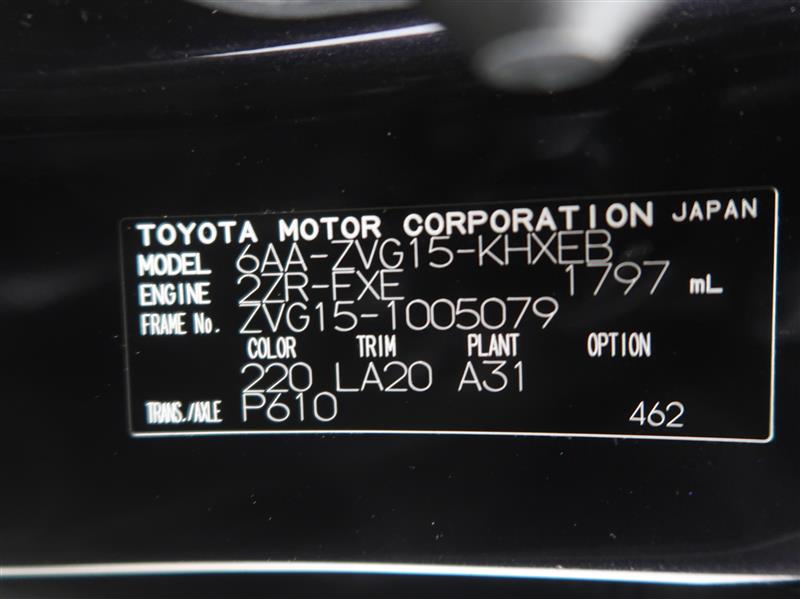 TOYOTA MOTOR CORPORATION JAPAN
MODEL 6AA-ZVG15-KHXEB
ENGINE 2ZR-FXE 1797 mL
FRAME No. ZVG15-1005079
COLOR TRIM PLANT OPTION
220 LA20 A31
TRANS./AXLE P610 462